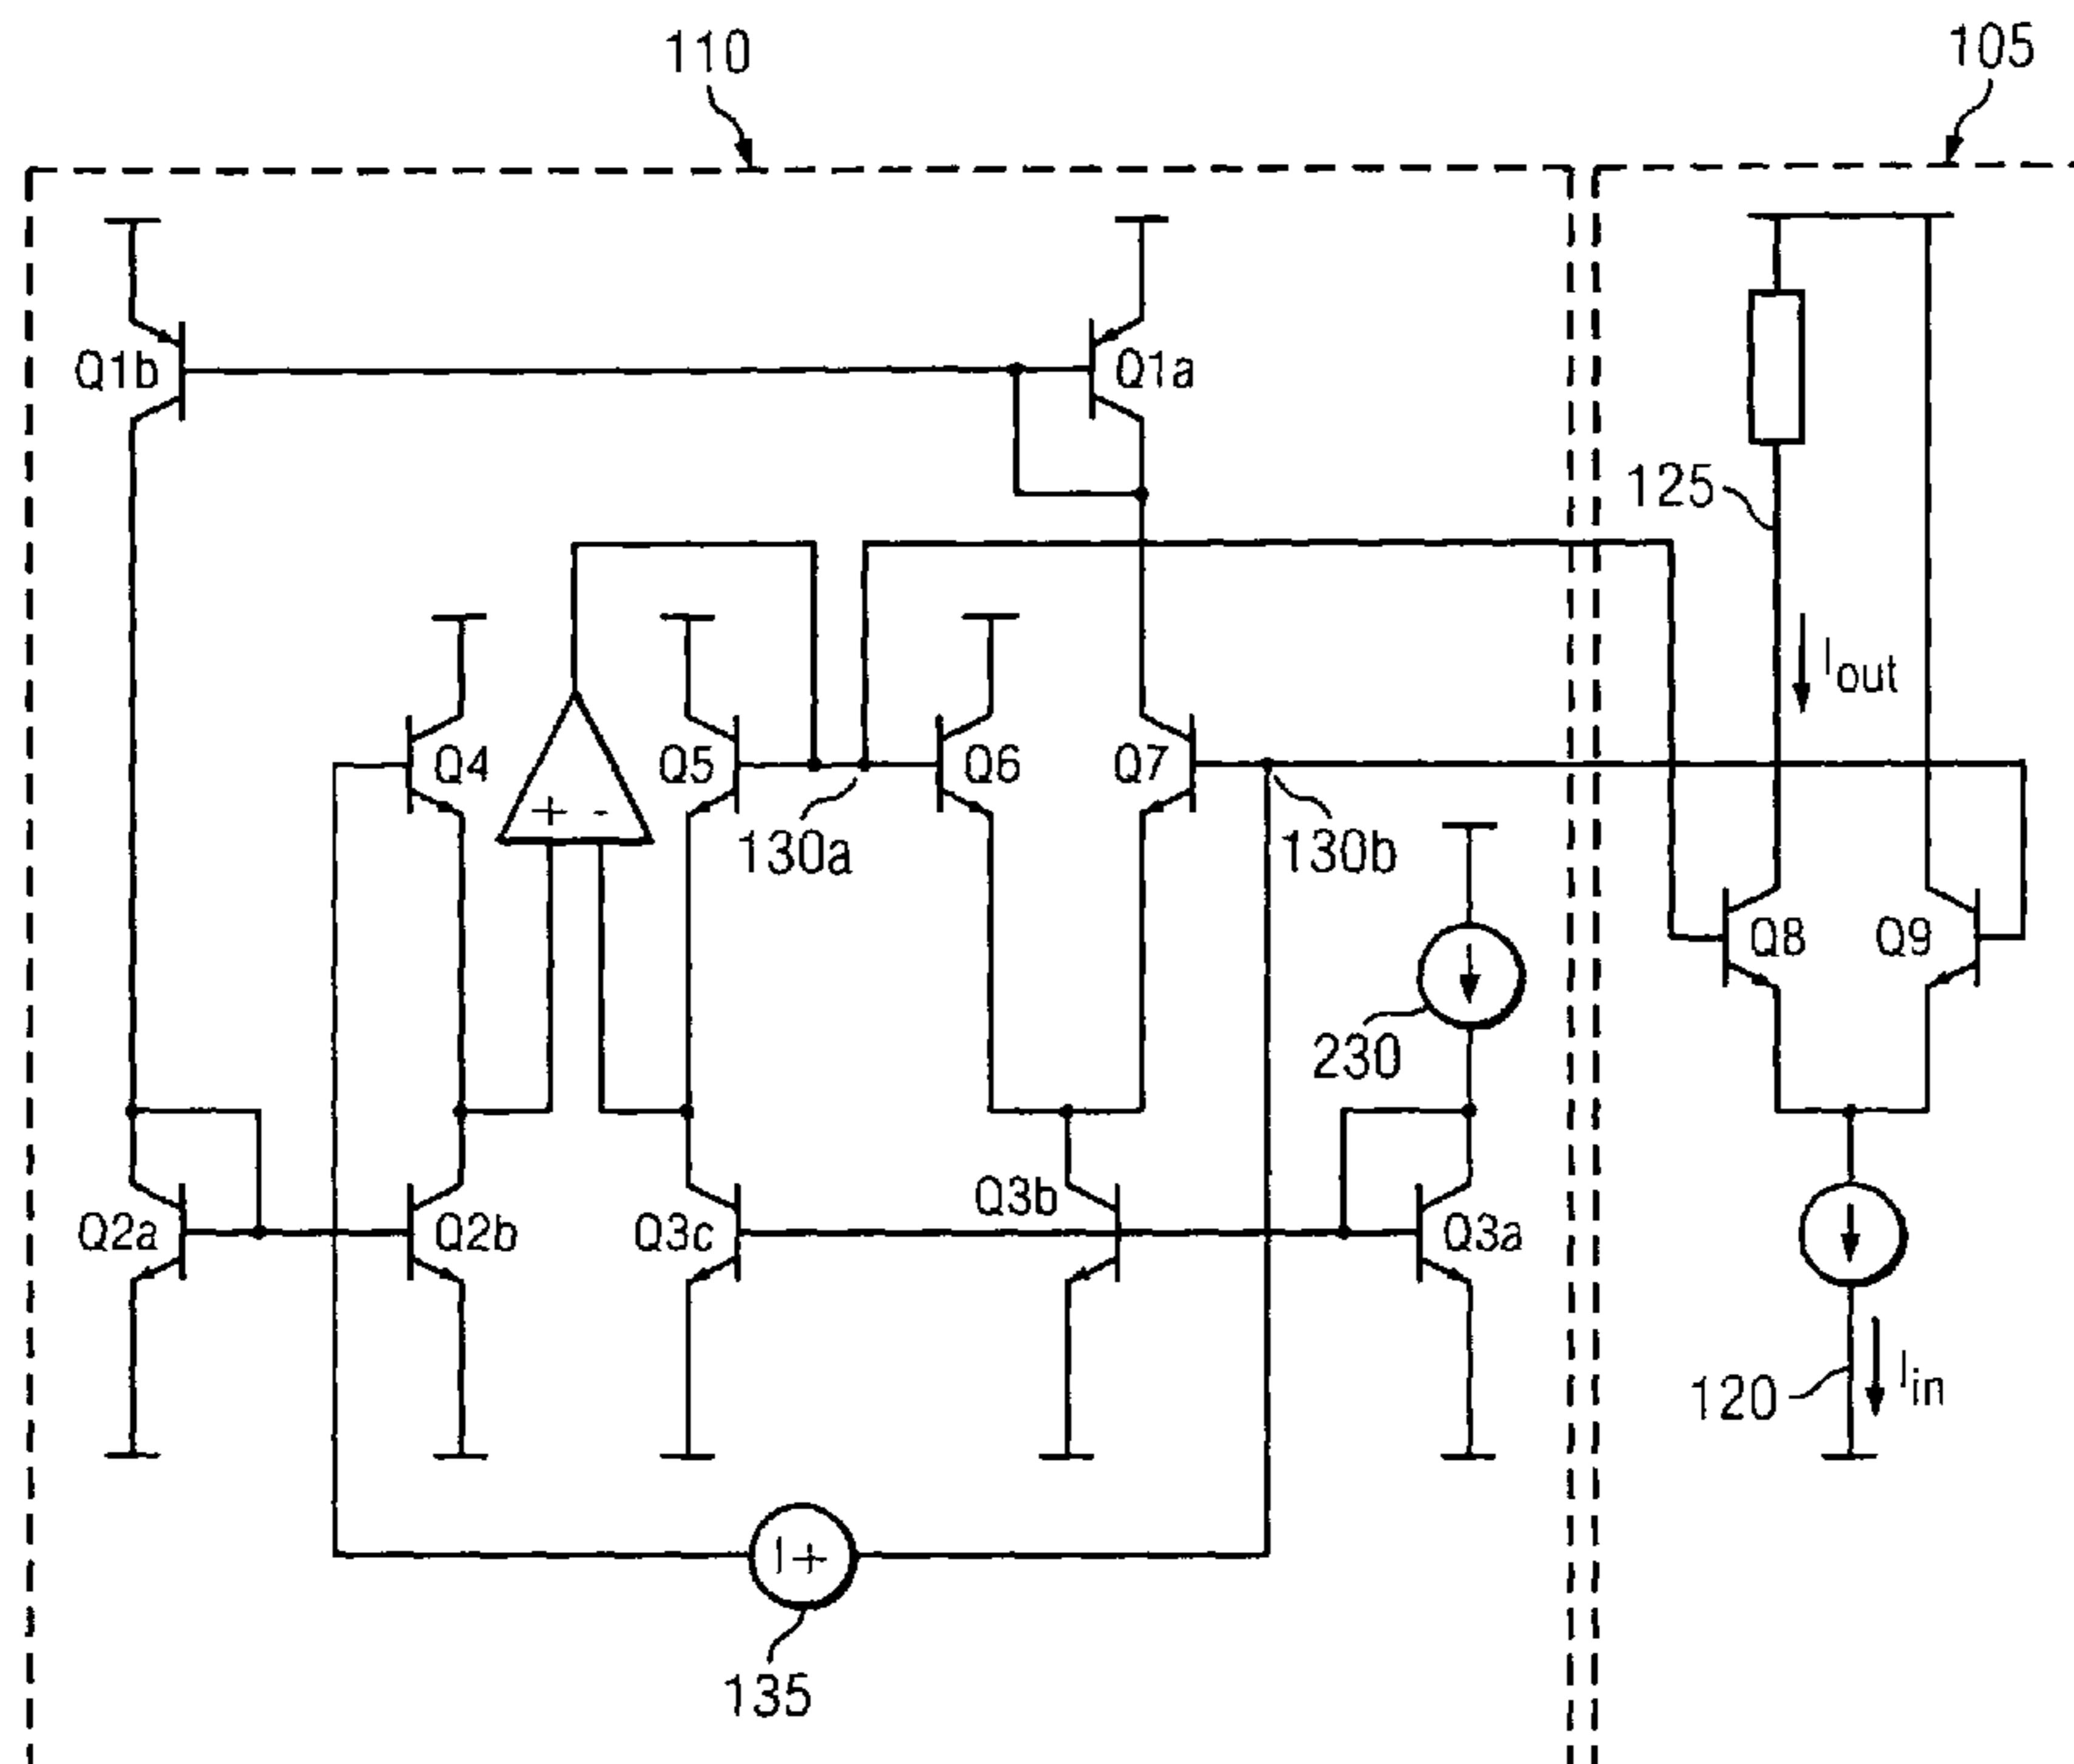 110
105
Q1b
Q1a
125
Iout
Q4
Q5
Q6
Q7
+ -
130a
130b
Q8
Q9
230
Q3b
Q2a
Q2b
Q3c
Q3a
120
Iin
I+
135